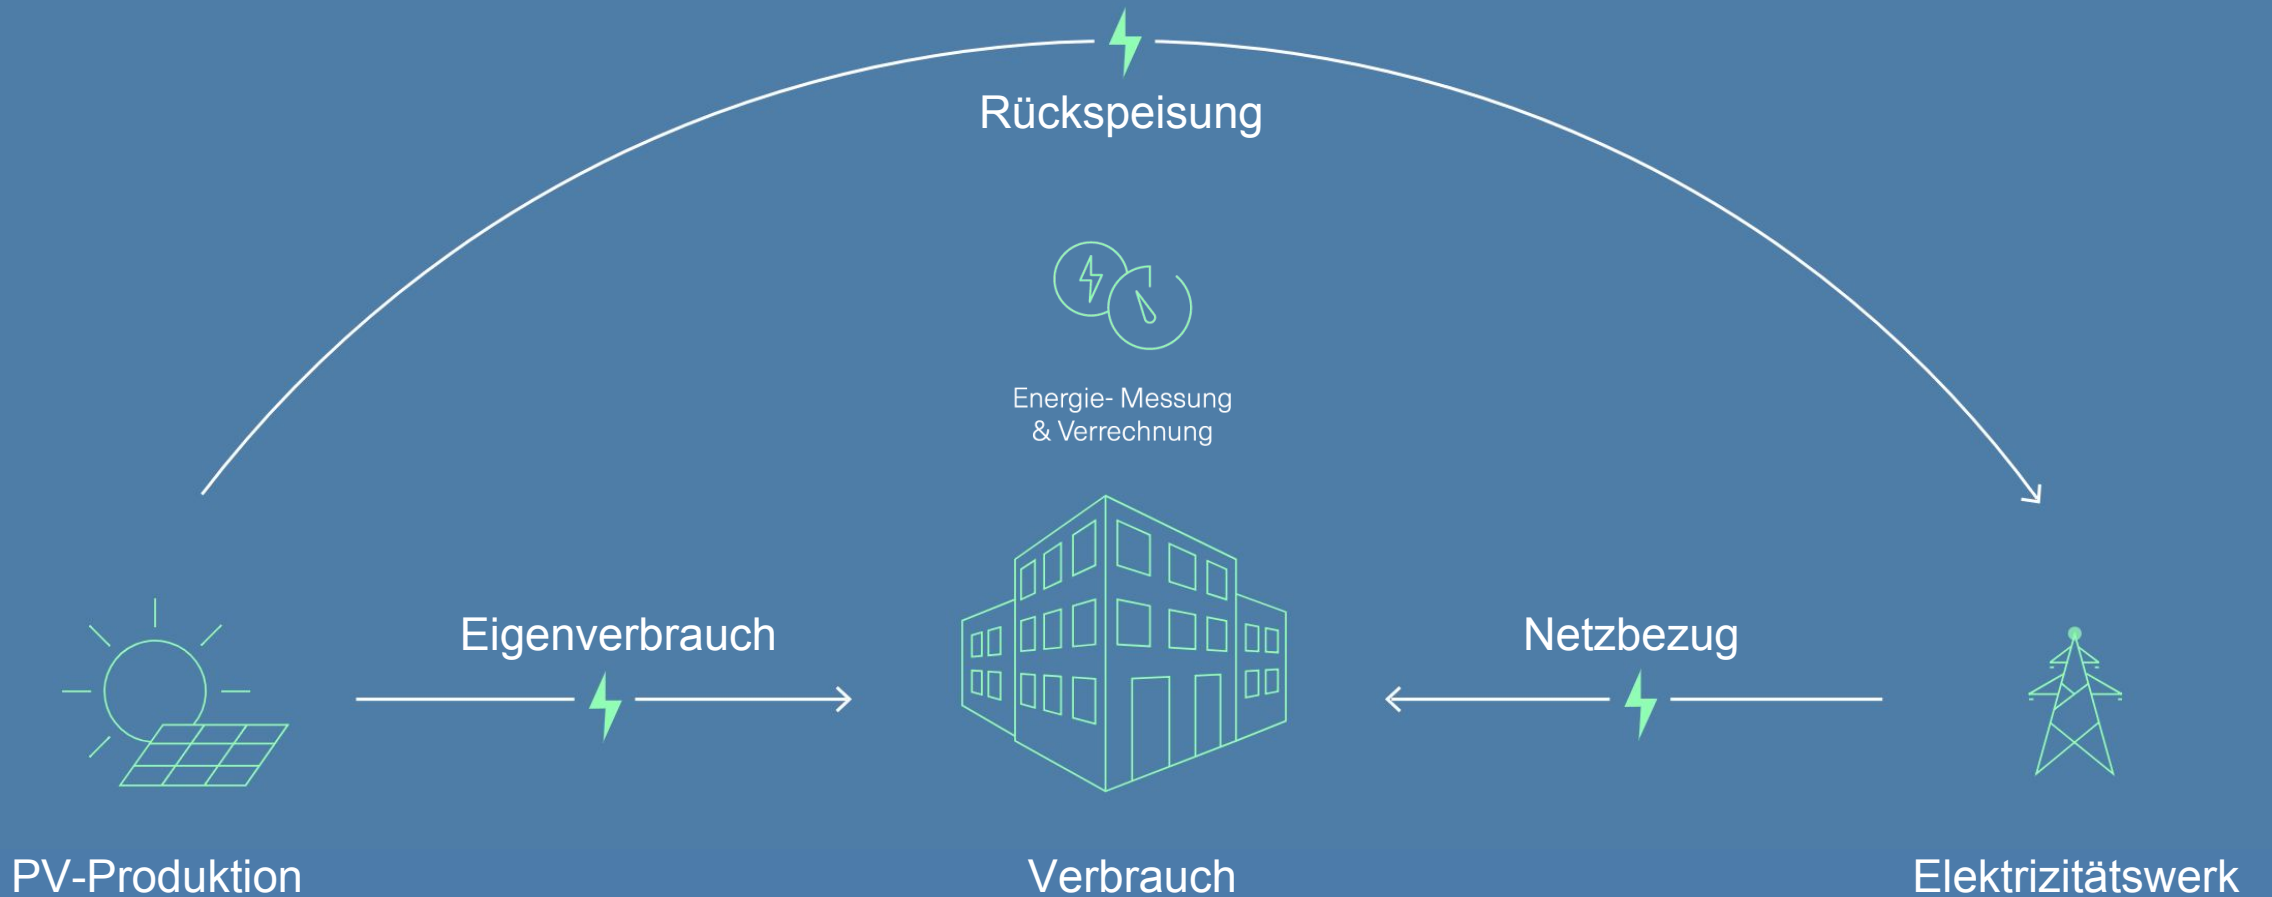 Rückspeisung
Energie- Messung
& Verrechnung
Eigenverbrauch
Netzbezug
PV-Produktion
Verbrauch
Elektrizitätswerk